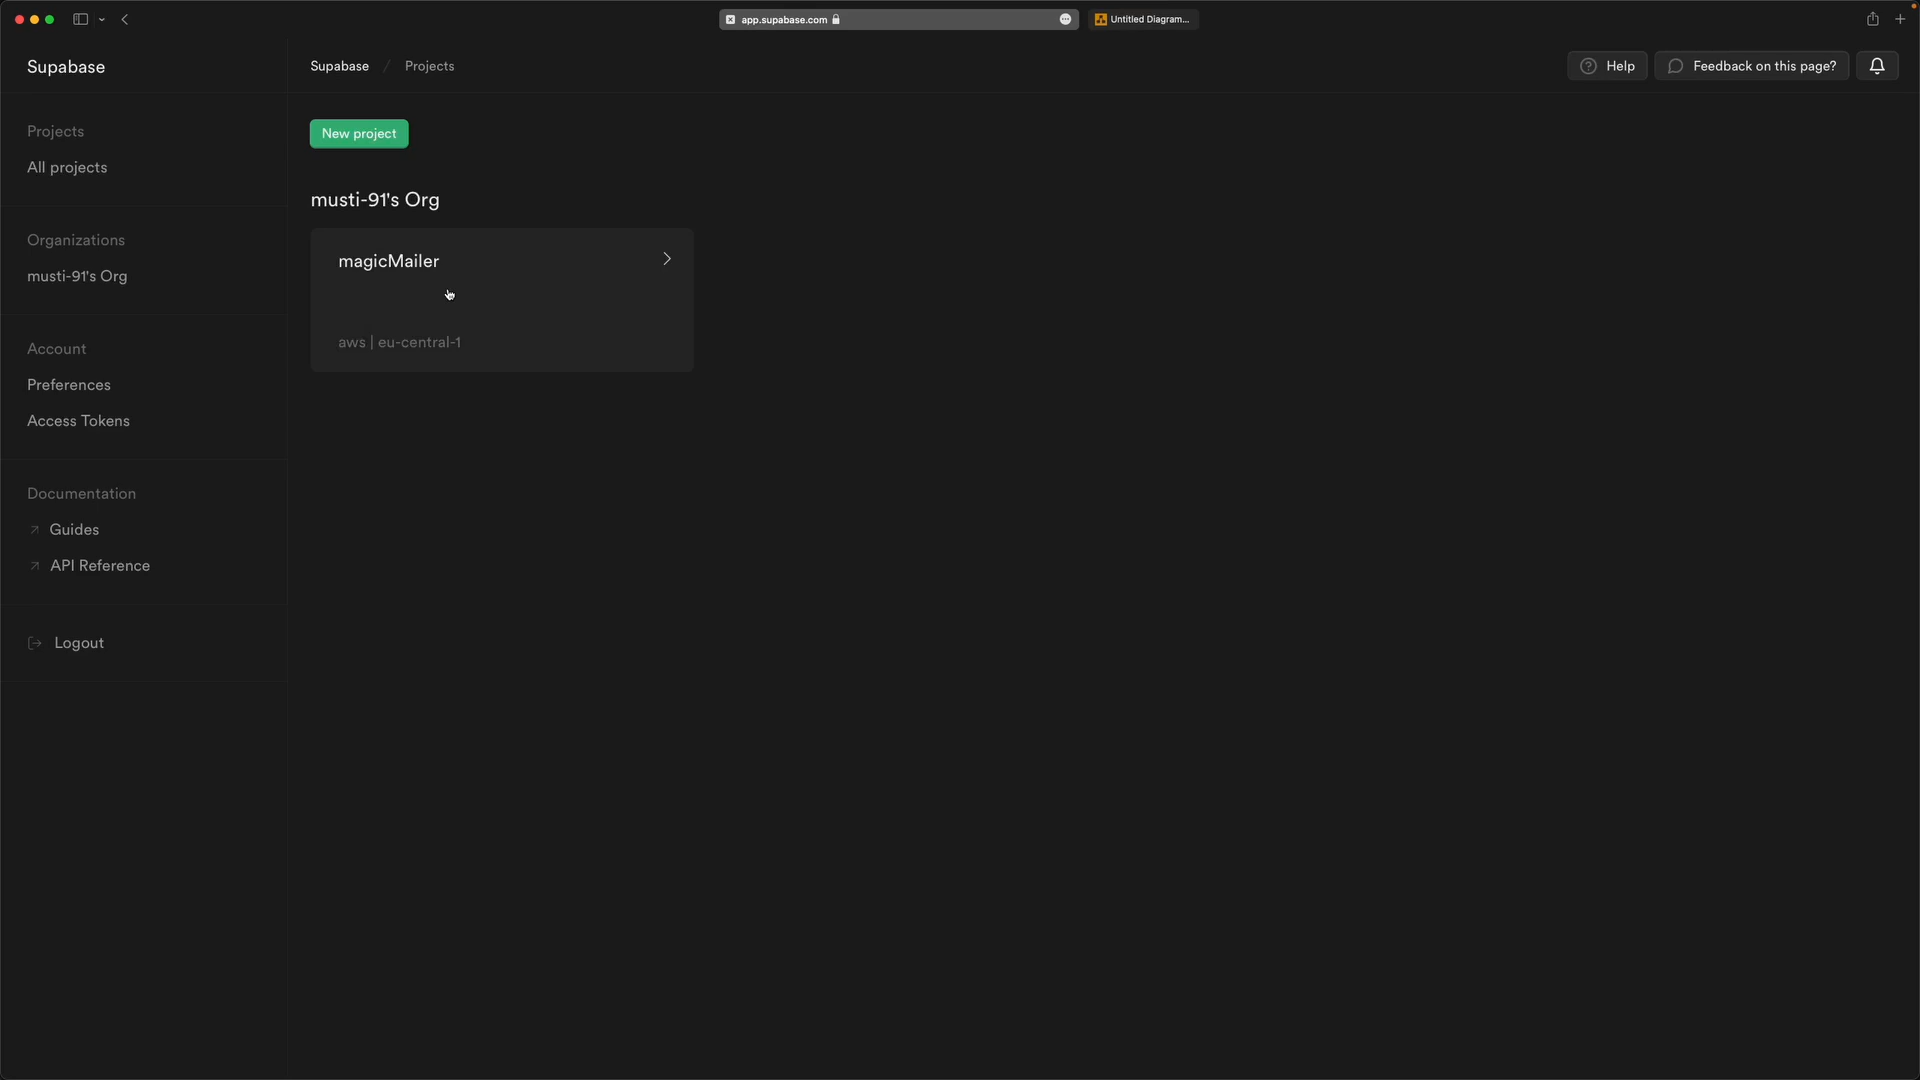 app.supabase.com
Untitled Diagram...
Supabase
Supabase / Projects
Help
Feedback on this page?
Projects
All projects
Organizations
musti-91's Org
Account
Preferences
Access Tokens
Documentation
Guides
API Reference
Logout
New project
musti-91's Org
magicMailer
aws | eu-central-1